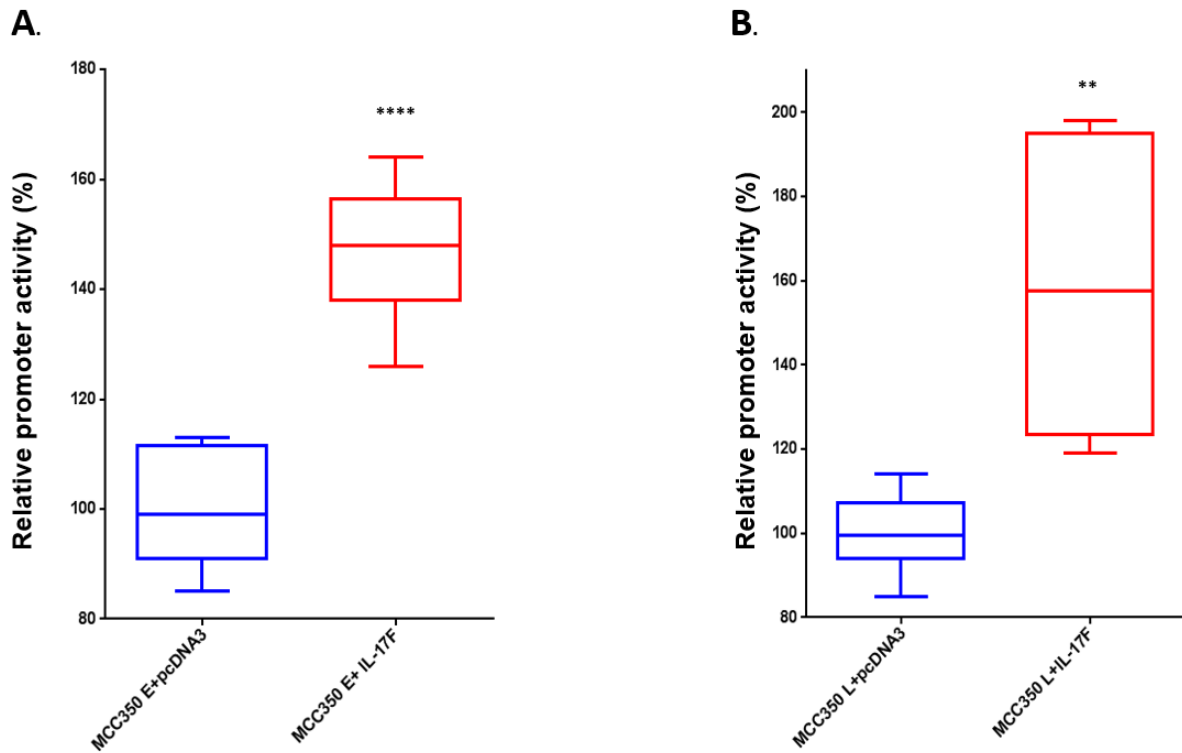 A.
Relative promoter activity (%)
180
160
140
120
100
80
****
MCC350 E+pcDNA3
MCC350 E+ IL-17F
B.
Relative promoter activity (%)
200
180
160
140
120
100
80
**
MCC350 L+pcDNA3
MCC350 L+IL-17F